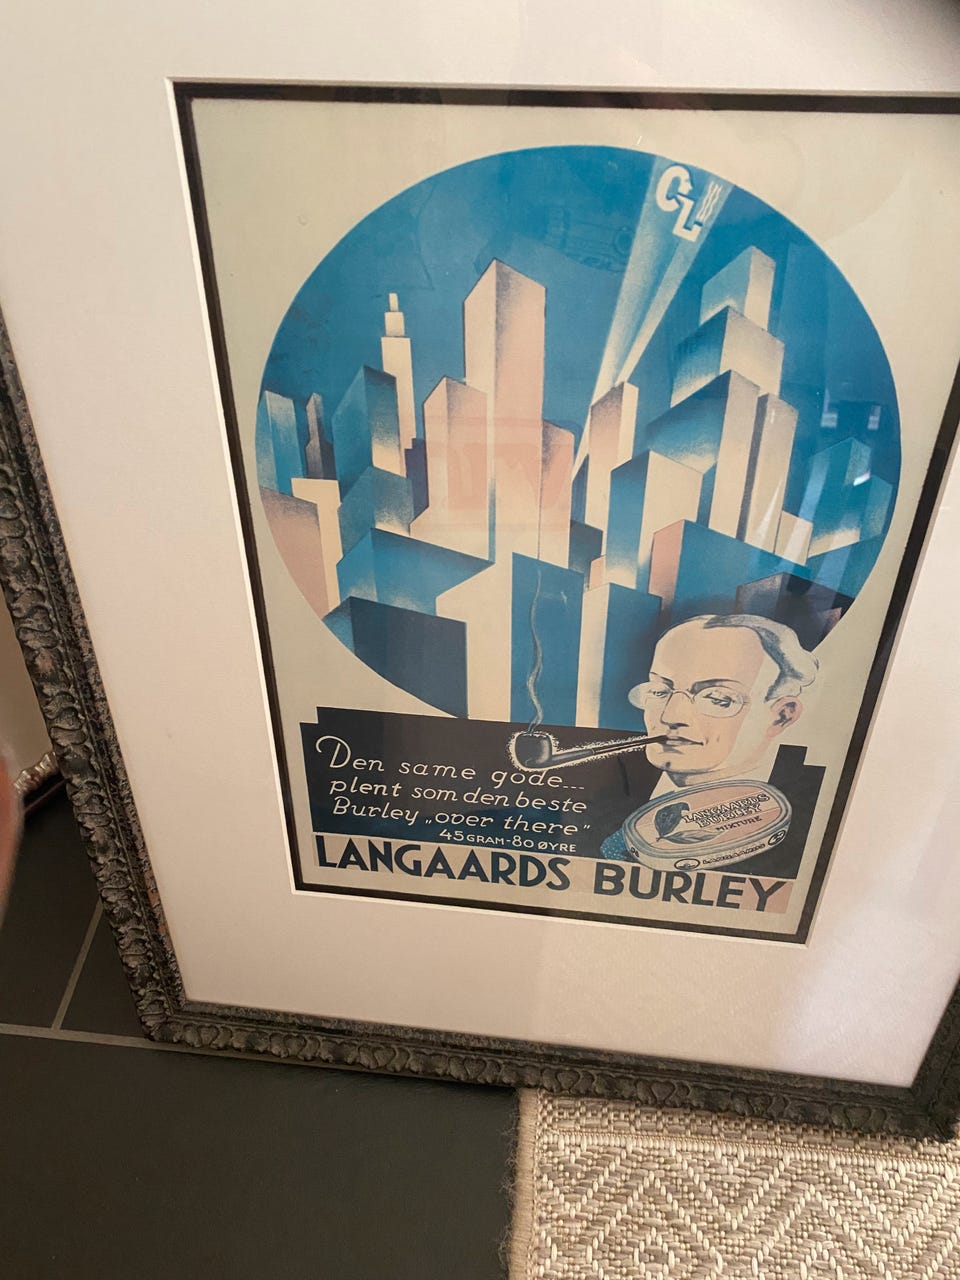 CL
Den same gode...
plent som den beste
Burley „over there"
45 GRAM - 80 ØYRE
LANGAARDS
BURLEY
MIXTURE
LANGAARDS
LANGAARDS BURLEY